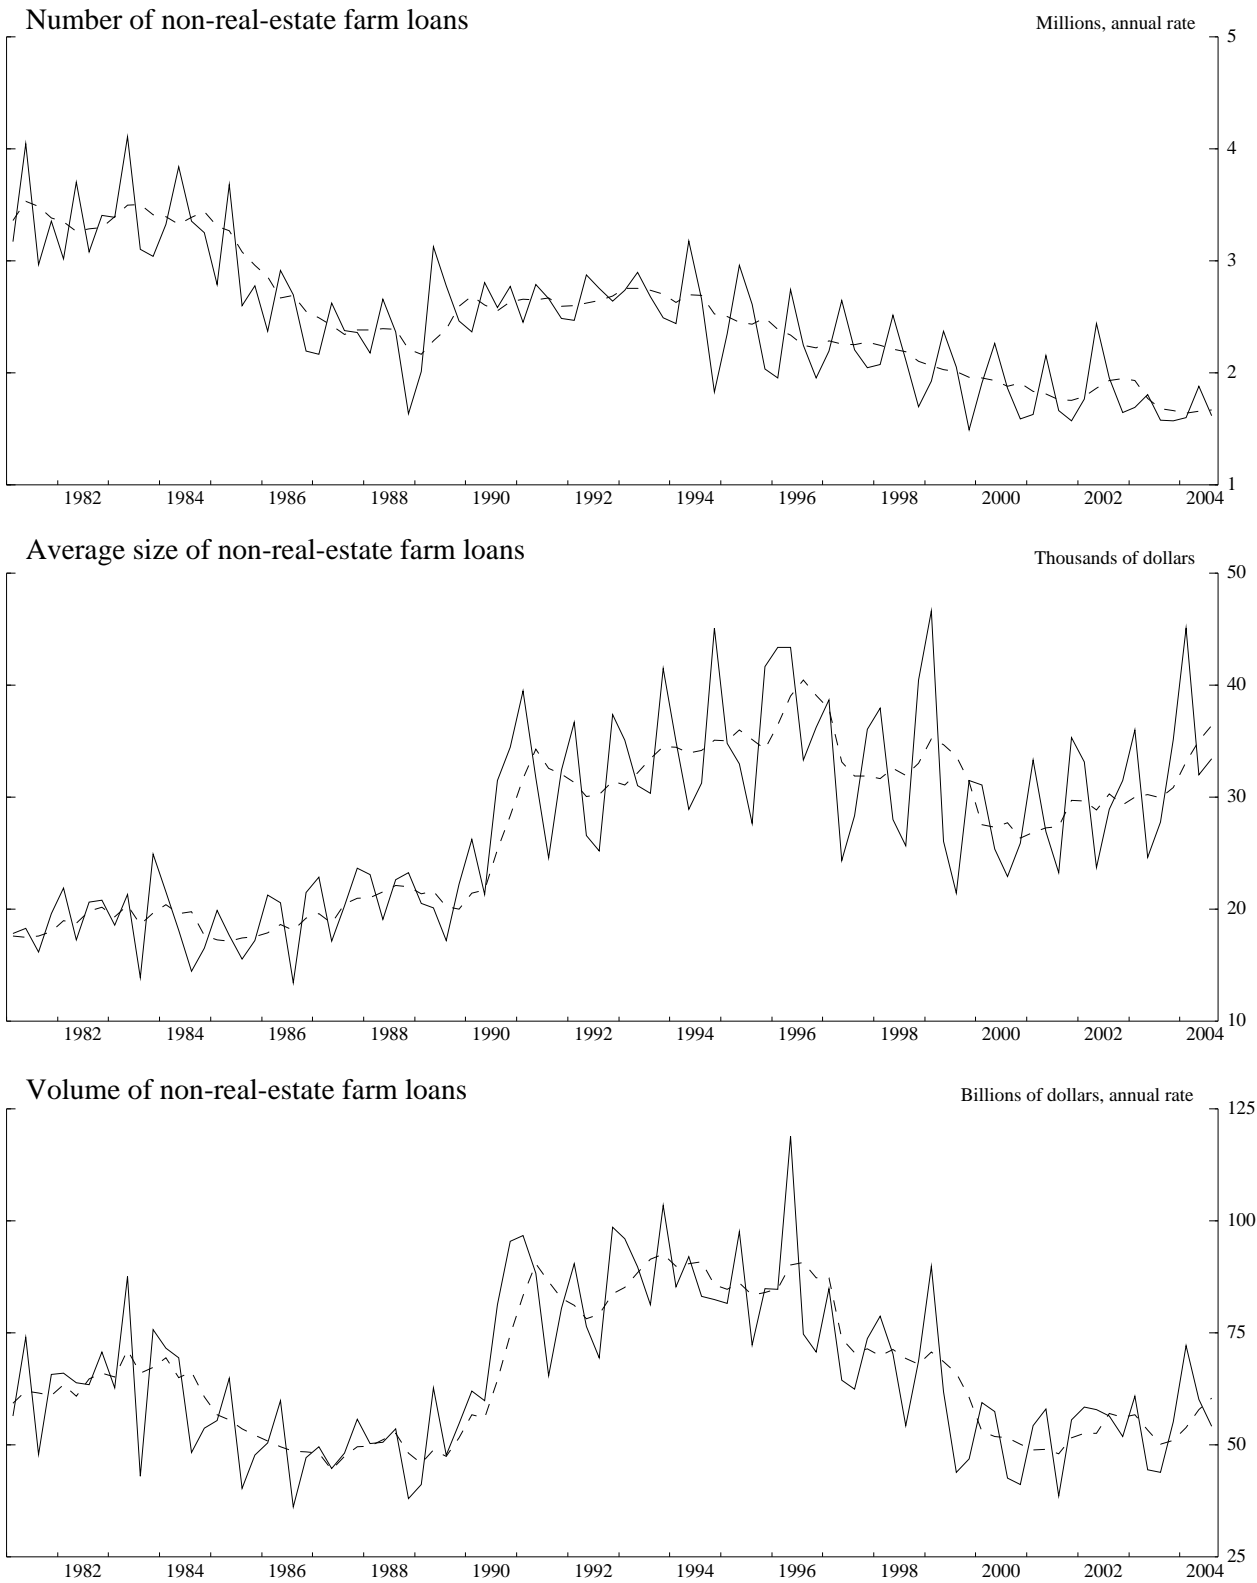 Number of non-real-estate farm loans
Millions, annual rate
5
4
3
2
1
1982 1984 1986 1988 1990 1992 1994 1996 1998 2000 2002 2004
Average size of non-real-estate farm loans
Thousands of dollars
50
40
30
20
10
1982 1984 1986 1988 1990 1992 1994 1996 1998 2000 2002 2004
Volume of non-real-estate farm loans
Billions of dollars, annual rate
125
100
75
50
25
1982 1984 1986 1988 1990 1992 1994 1996 1998 2000 2002 2004